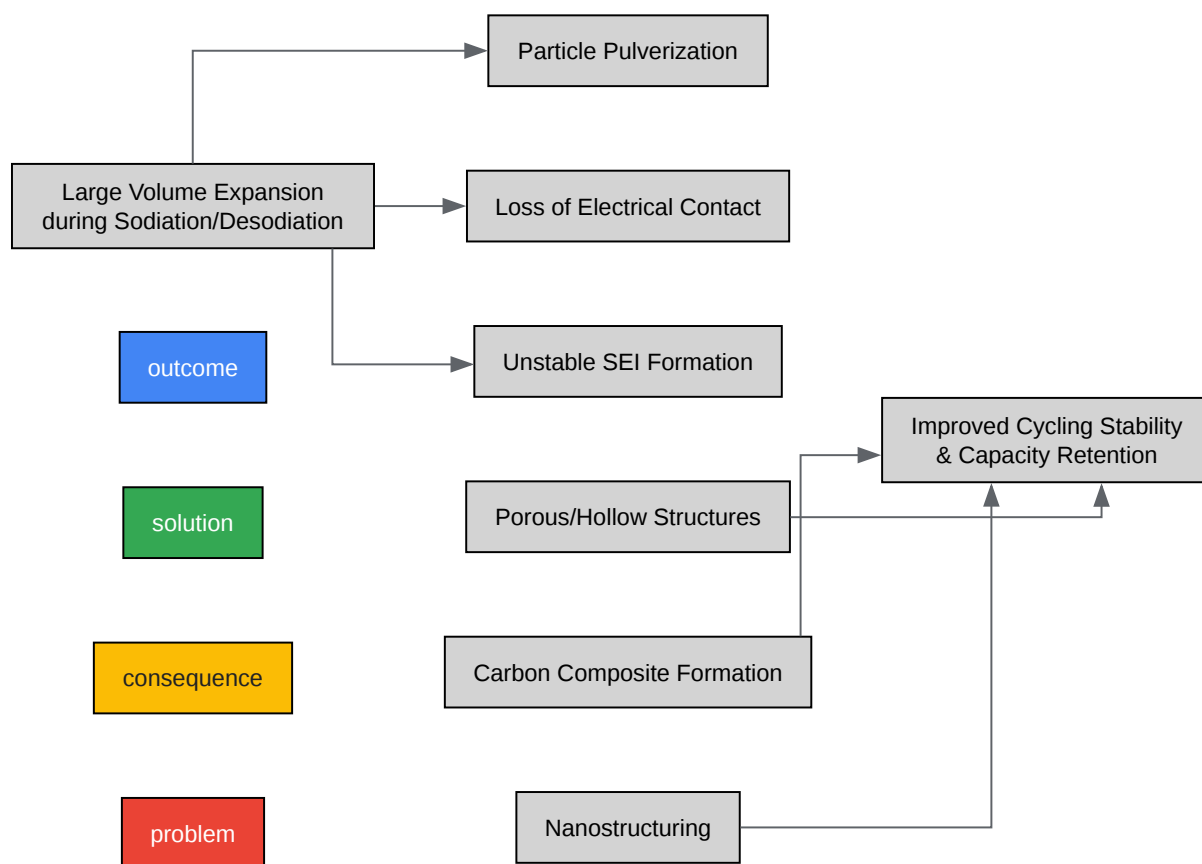 Particle Pulverization
Large Volume Expansion
during Sodiation/Desodiation
Loss of Electrical Contact
outcome
Unstable SEI Formation
Improved Cycling Stability
& Capacity Retention
solution
Porous/Hollow Structures
consequence
Carbon Composite Formation
problem
Nanostructuring